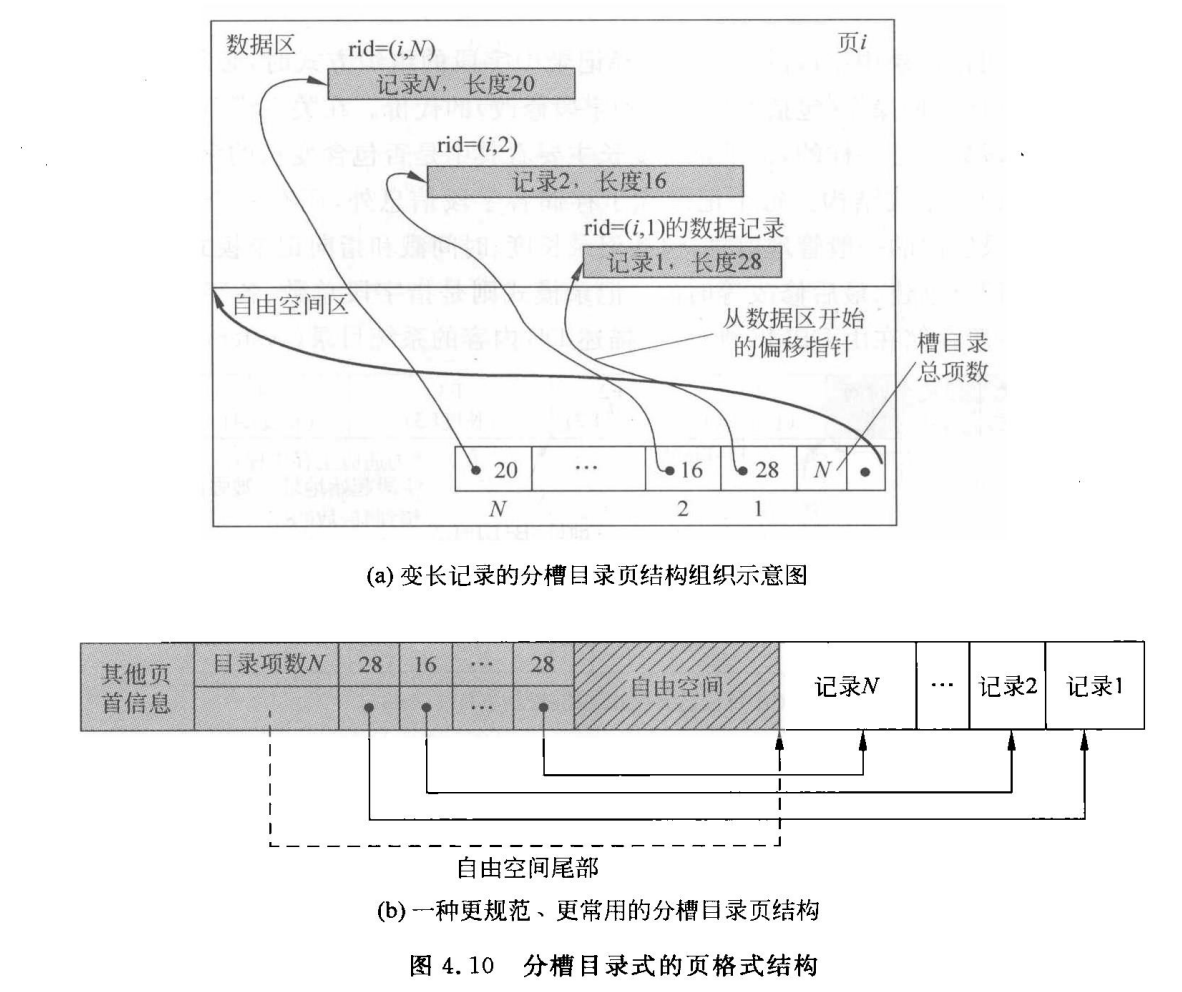 数据区
rid=(i,N)
页i
记录N，长度20
rid=(i,2)
记录2，长度16
rid=(i,1)的数据记录
记录1，长度28
自由空间区
从数据区开始
的偏移指针
槽目录
总项数
20 … 16 28 N
N 2 1
(a) 变长记录的分槽目录页结构组织示意图
其他页
首信息
目录项数N 28 16 … 28
…
自由空间
记录N … 记录2 记录1
自由空间尾部
(b) 一种更规范、更常用的分槽目录页结构
图 4.10 分槽目录式的页格式结构